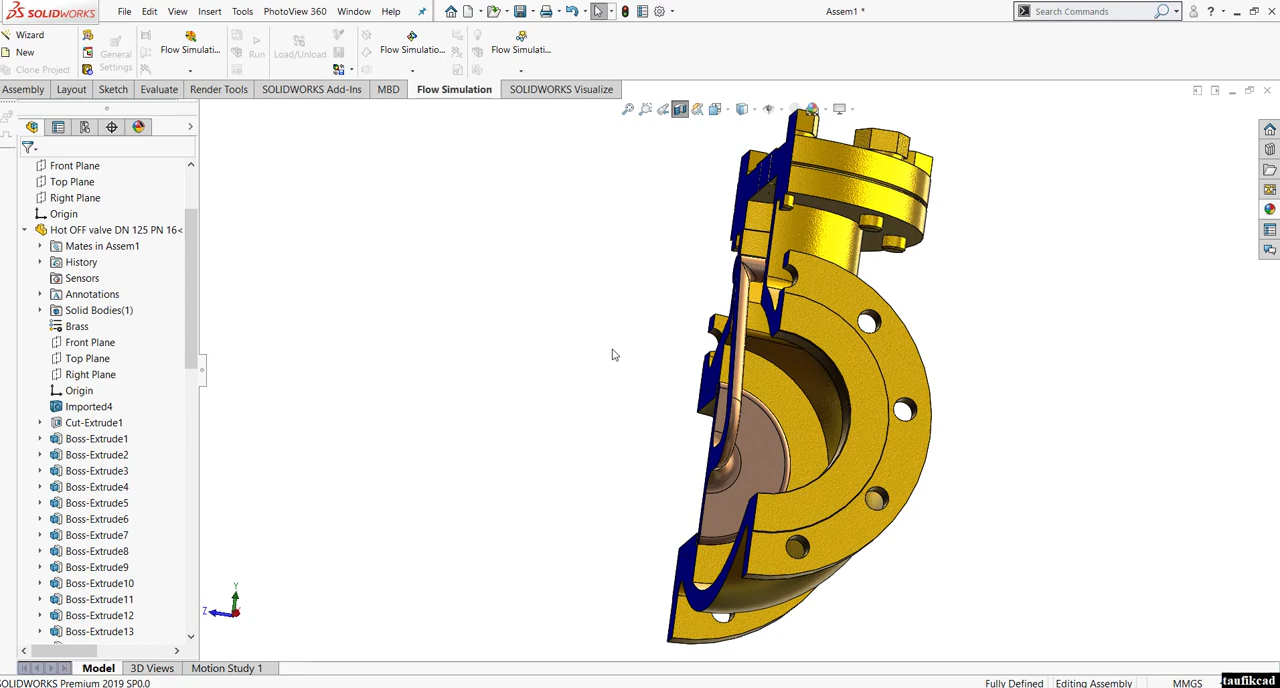 SOLIDWORKS File Edit View Insert Tools PhotoView 360 Window Help Assem1 * Search Commands ?
Wizard
New
Clone Project
General Settings
Flow Simulati...
Run
Load/Unload
Flow Simulatio...
Flow Simulati...
Assembly Layout Sketch Evaluate Render Tools SOLIDWORKS Add-Ins MBD Flow Simulation SOLIDWORKS Visualize
Front Plane
Top Plane
Right Plane
Origin
Hot OFF valve DN 125 PN 16<
Mates in Assem1
History
Sensors
Annotations
Solid Bodies(1)
Brass
Front Plane
Top Plane
Right Plane
Origin
Imported4
Cut-Extrude1
Boss-Extrude1
Boss-Extrude2
Boss-Extrude3
Boss-Extrude4
Boss-Extrude5
Boss-Extrude6
Boss-Extrude7
Boss-Extrude8
Boss-Extrude9
Boss-Extrude10
Boss-Extrude11
Boss-Extrude12
Boss-Extrude13
Y
Z
Model 3D Views Motion Study 1
SOLIDWORKS Premium 2019 SP0.0 Fully Defined Editing Assembly MMGS
taufikcad